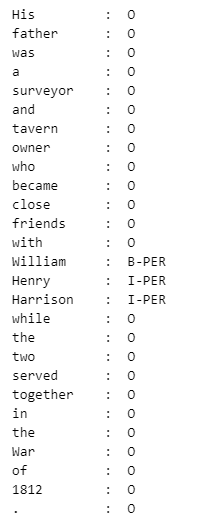 His : O
father : O
was : O
a : O
surveyor : O
and : O
tavern : O
owner : O
who : O
became : O
close : O
friends : O
with : O
William : B-PER
Henry : I-PER
Harrison : I-PER
while : O
the : O
two : O
served : O
together : O
in : O
the : O
War : O
of : O
1812 : O
. : O